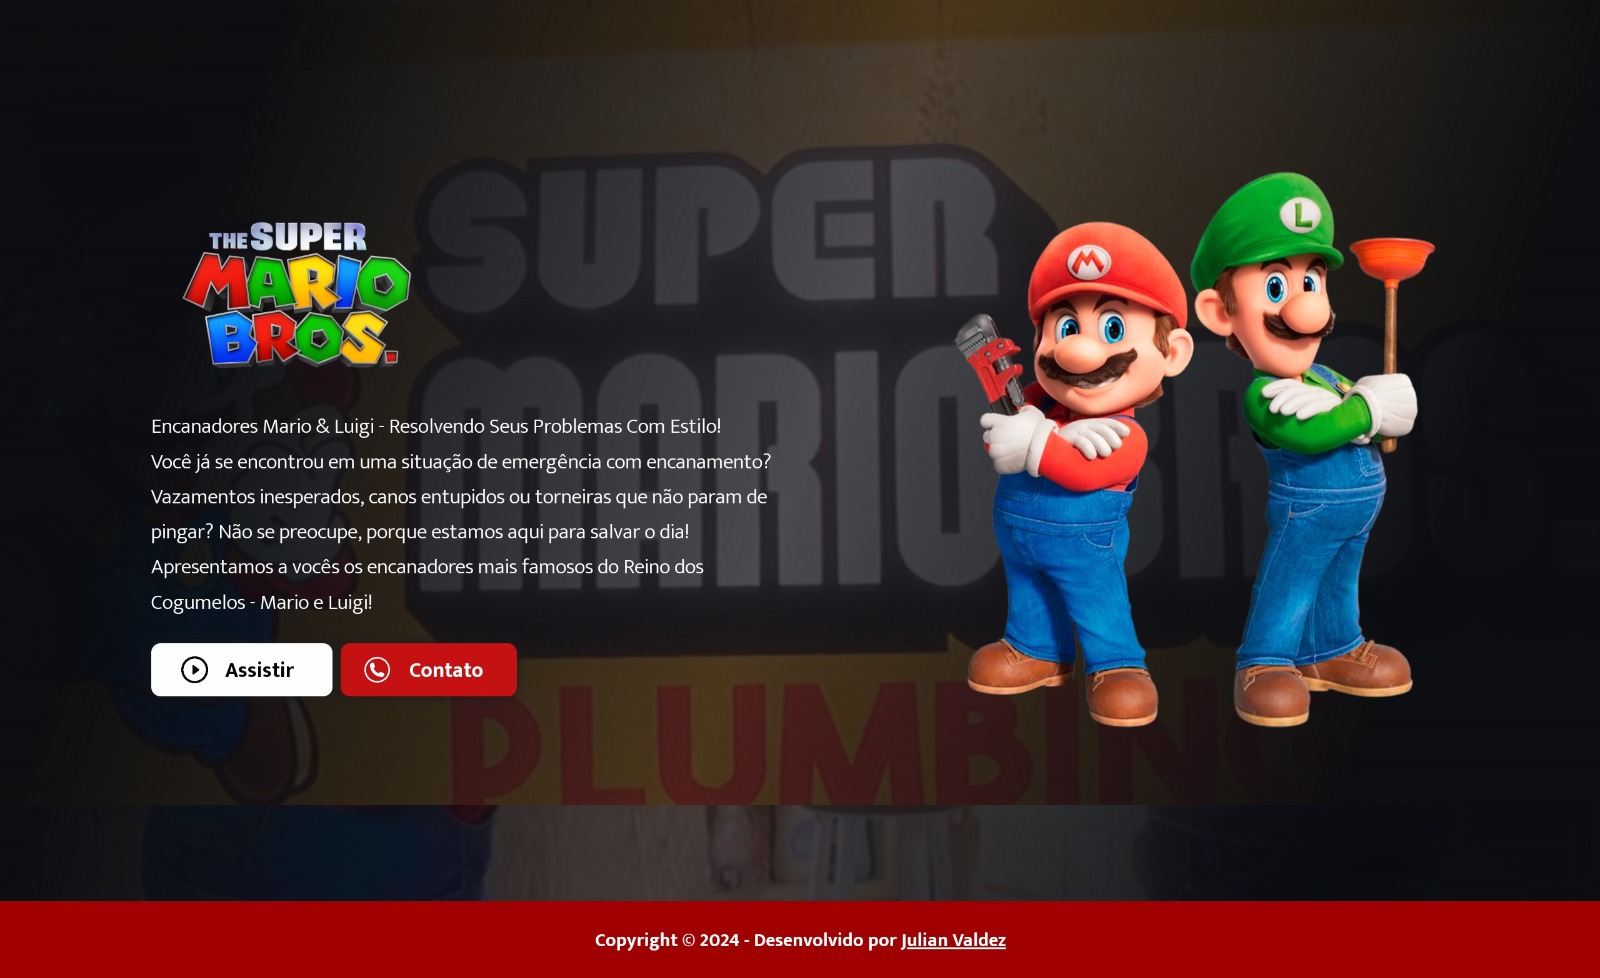 SUPER
MARIO BROS
PLUMBING
THE SUPER
MARIO
BROS.
M
L
Encanadores Mario & Luigi - Resolvendo Seus Problemas Com Estilo!
Você já se encontrou em uma situação de emergência com encanamento?
Vazamentos inesperados, canos entupidos ou torneiras que não param de
pingar? Não se preocupe, porque estamos aqui para salvar o dia!
Apresentamos a vocês os encanadores mais famosos do Reino dos
Cogumelos - Mario e Luigi!
Assistir
Contato
Copyright © 2024 - Desenvolvido por Julian Valdez